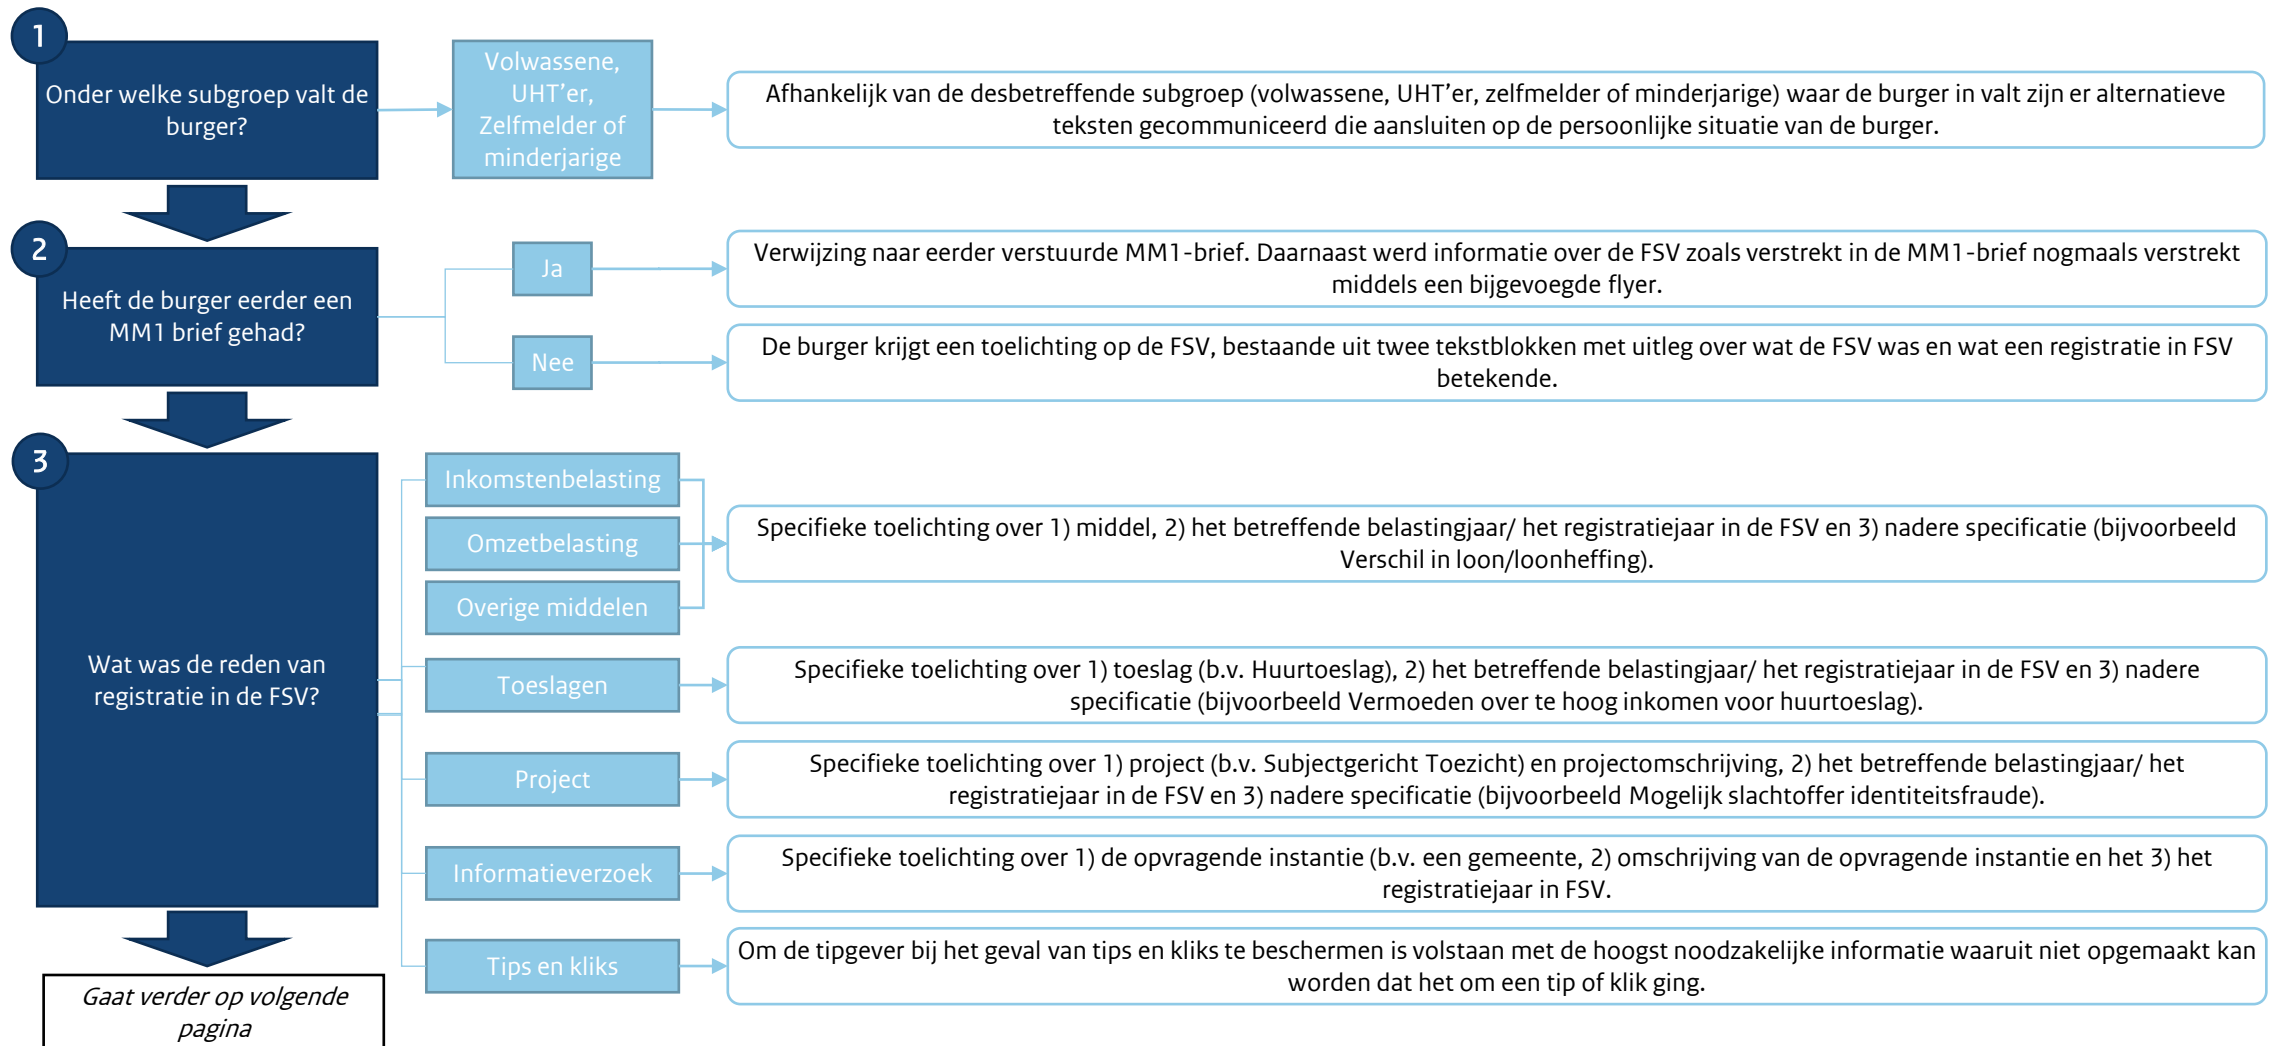 1
Onder welke subgroep valt de
burger?
Volwassene,
UHT'er,
Zelfmelder of
minderjarige
Afhankelijk van de desbetreffende subgroep (volwassene, UHT'er, zelfmelder of minderjarige) waar de burger in valt zijn er alternatieve
teksten gecommuniceerd die aansluiten op de persoonlijke situatie van de burger.
2
Heeft de burger eerder een
MM1 brief gehad?
Ja
Verwijzing naar eerder verstuurde MM1-brief. Daarnaast werd informatie over de FSV zoals verstrekt in de MM1-brief nogmaals verstrekt
middels een bijgevoegde flyer.
Nee
De burger krijgt een toelichting op de FSV, bestaande uit twee tekstblokken met uitleg over wat de FSV was en wat een registratie in FSV
betekende.
3
Wat was de reden van
registratie in de FSV?
Inkomstenbelasting
Omzetbelasting
Overige middelen
Specifieke toelichting over 1) middel, 2) het betreffende belastingjaar/ het registratiejaar in de FSV en 3) nadere specificatie (bijvoorbeeld
Verschil in loon/loonheffing).
Toeslagen
Specifieke toelichting over 1) toeslag (b.v. Huurtoeslag), 2) het betreffende belastingjaar/ het registratiejaar in de FSV en 3) nadere
specificatie (bijvoorbeeld Vermoeden over te hoog inkomen voor huurtoeslag).
Project
Specifieke toelichting over 1) project (b.v. Subjectgericht Toezicht) en projectomschrijving, 2) het betreffende belastingjaar/ het
registratiejaar in de FSV en 3) nadere specificatie (bijvoorbeeld Mogelijk slachtoffer identiteitsfraude).
Informatieverzoek
Specifieke toelichting over 1) de opvragende instantie (b.v. een gemeente, 2) omschrijving van de opvragende instantie en het 3) het
registratiejaar in FSV.
Tips en kliks
Om de tipgever bij het geval van tips en kliks te beschermen is volstaan met de hoogst noodzakelijke informatie waaruit niet opgemaakt kan
worden dat het om een tip of klik ging.
Gaat verder op volgende
pagina